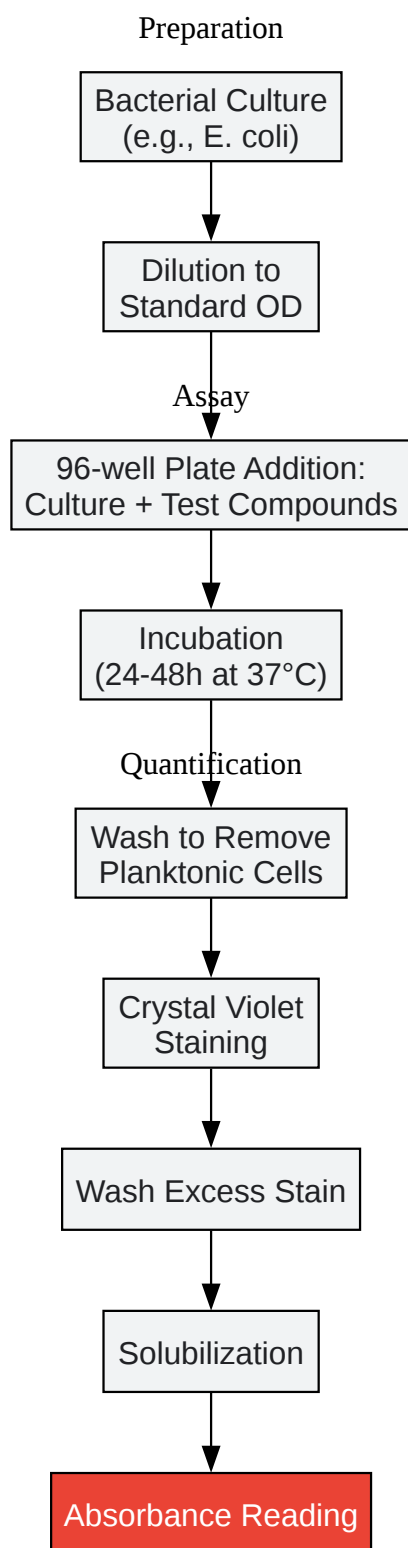 Preparation
Bacterial Culture
(e.g., E. coli)
Dilution to
Standard OD
Assay
96-well Plate Addition:
Culture + Test Compounds
Incubation
(24-48h at 37°C)
Quantification
Wash to Remove
Planktonic Cells
Crystal Violet
Staining
Wash Excess Stain
Solubilization
Absorbance Reading